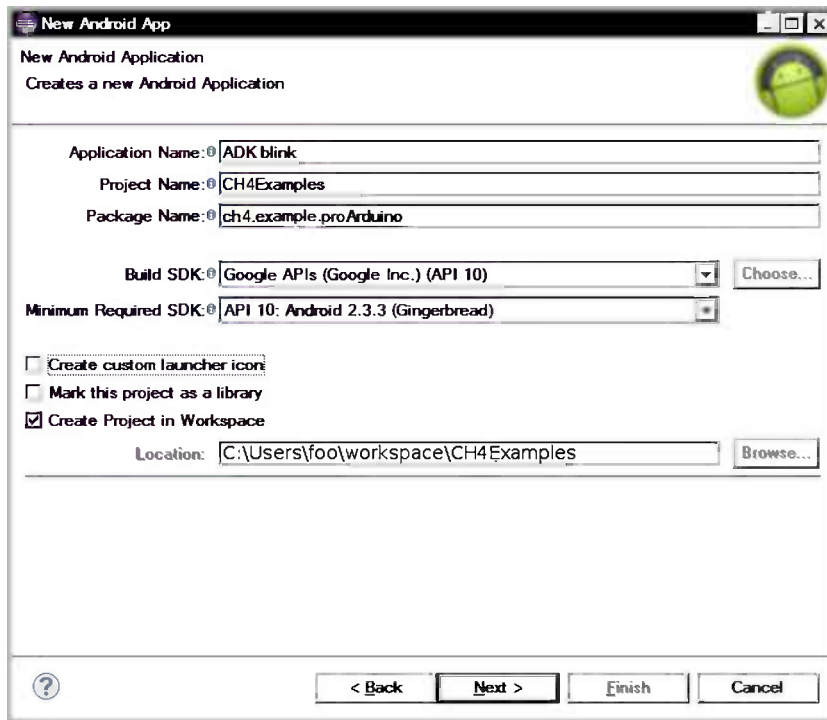 New Android App
New Android Application
Creates a new Android Application
Application Name: ADK blink
Project Name: CH4Examples
Package Name: ch4.example.proArduino
Build SDK: Google APIs (Google Inc.) (API 10) Choose...
Minimum Required SDK: API 10: Android 2.3.3 (Gingerbread)
Create custom launcher icon
Mark this project as a library
Create Project in Workspace
Location: C:\Users\foo\workspace\CH4Examples Browse...
? < Back Next > Finish Cancel